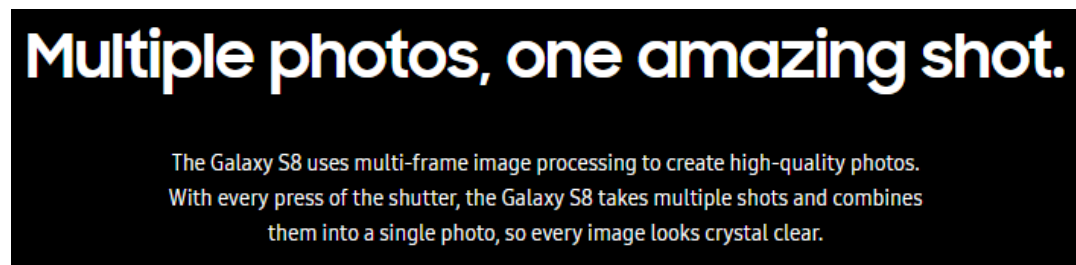 Multiple photos, one amazing shot.
The Galaxy S8 uses multi-frame image processing to create high-quality photos.
With every press of the shutter, the Galaxy S8 takes multiple shots and combines
them into a single photo, so every image looks crystal clear.